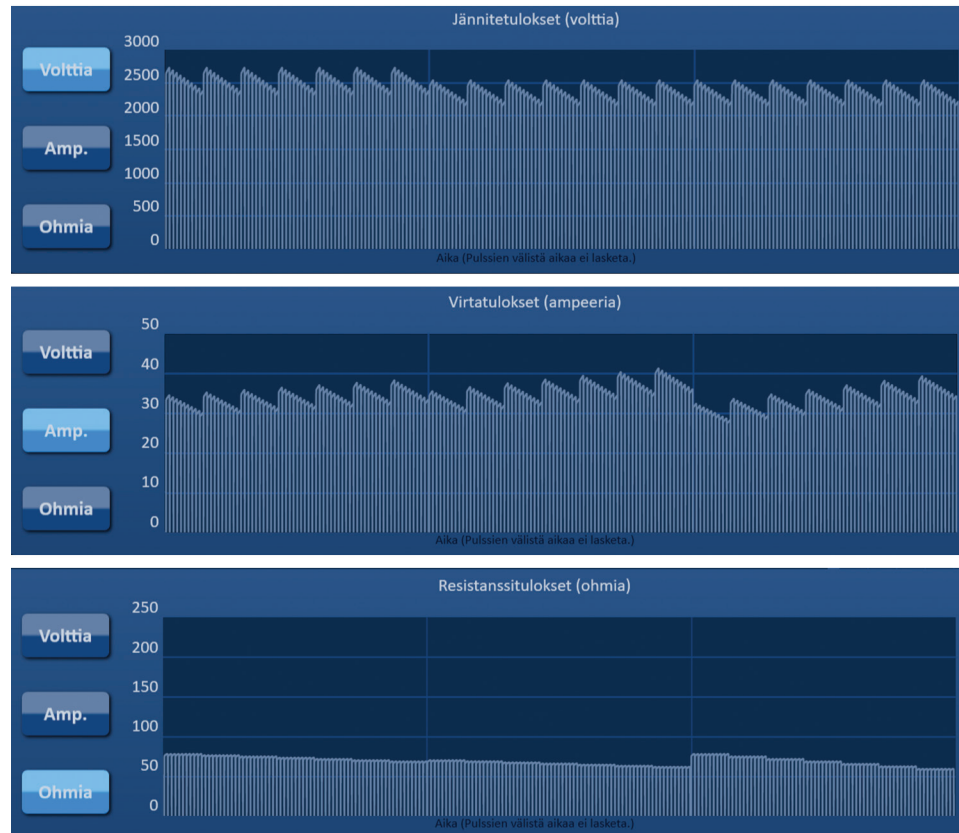 Jännitetulokset (volttia)
Volttia
Amp.
Ohmia
3000
2500
2000
1500
1000
500
0
Aika (Pulssien välistä aikaa ei lasketa.)
Virtatulokset (ampeeria)
Volttia
Amp.
Ohmia
50
40
30
20
10
0
Aika (Pulssien välistä aikaa ei lasketa.)
Resistanssitulokset (ohmia)
Volttia
Amp.
Ohmia
250
200
150
100
50
0
Aika (Pulssien välistä aikaa ei lasketa.)